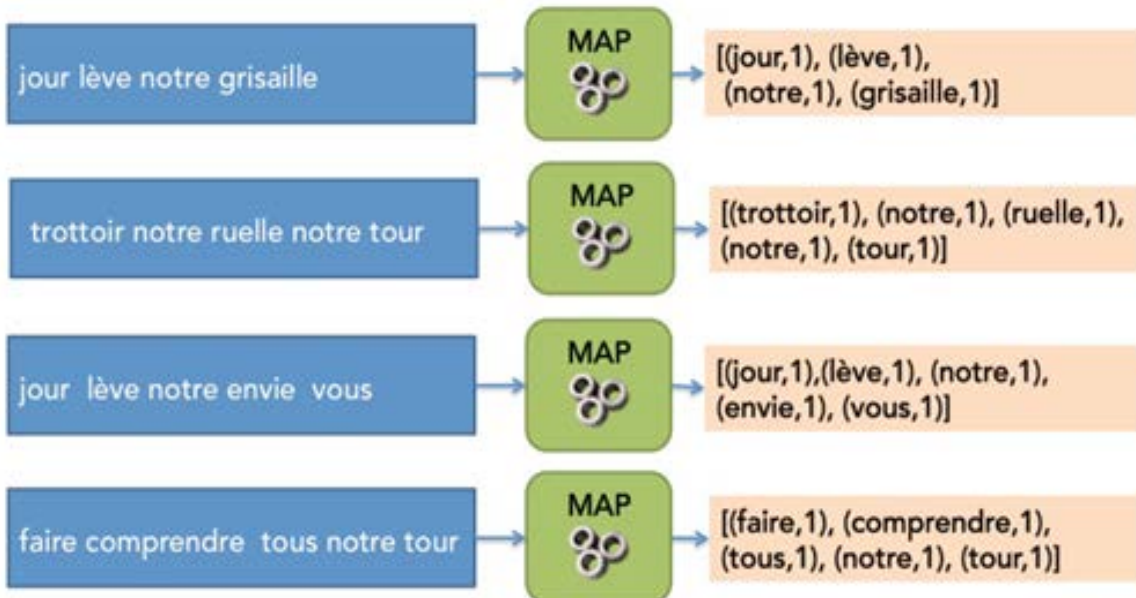 jour lève notre grisaille
MAP
[(jour,1), (lève,1),
(notre,1), (grisaille,1)]
trottoir notre ruelle notre tour
MAP
[(trottoir,1), (notre,1), (ruelle,1),
(notre,1), (tour,1)]
jour lève notre envie vous
MAP
[(jour,1),(lève,1), (notre,1),
(envie,1), (vous,1)]
faire comprendre tous notre tour
MAP
[(faire,1), (comprendre,1),
(tous,1), (notre,1), (tour,1)]